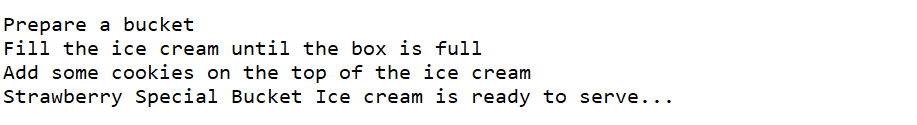 Prepare a bucket
Fill the ice cream until the box is full
Add some cookies on the top of the ice cream
Strawberry Special Bucket Ice cream is ready to serve...